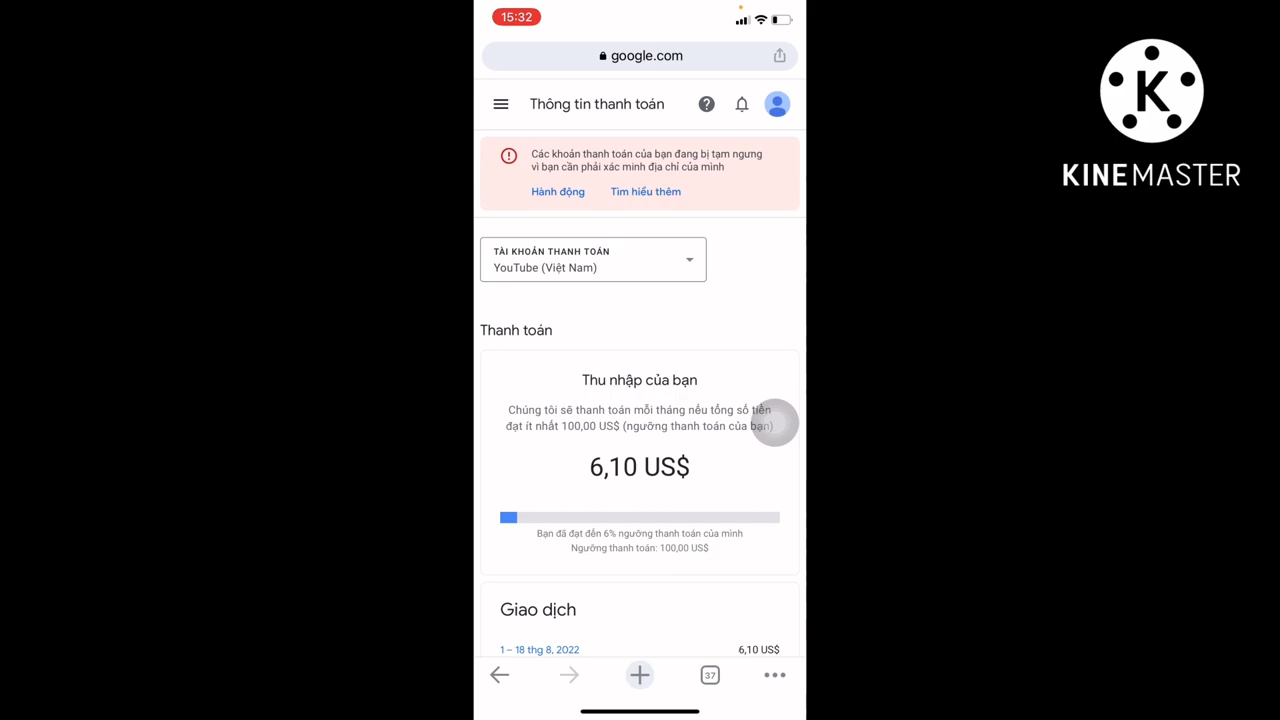 15:32
google.com
Thông tin thanh toán
Các khoản thanh toán của bạn đang bị tạm ngưng
vì bạn cần phải xác minh địa chỉ của mình
Hành động Tìm hiểu thêm
TÀI KHOẢN THANH TOÁN
YouTube (Việt Nam)
Thanh toán
Thu nhập của bạn
Chúng tôi sẽ thanh toán mỗi tháng nếu tổng số tiền
đạt ít nhất 100,00 US$ (ngưỡng thanh toán của bạn)
6,10 US$
Bạn đã đạt đến 6% ngưỡng thanh toán của mình
Ngưỡng thanh toán: 100,00 US$
Giao dịch
1 – 18 thg 8, 2022 6,10 US$
37
K
KINEMASTER